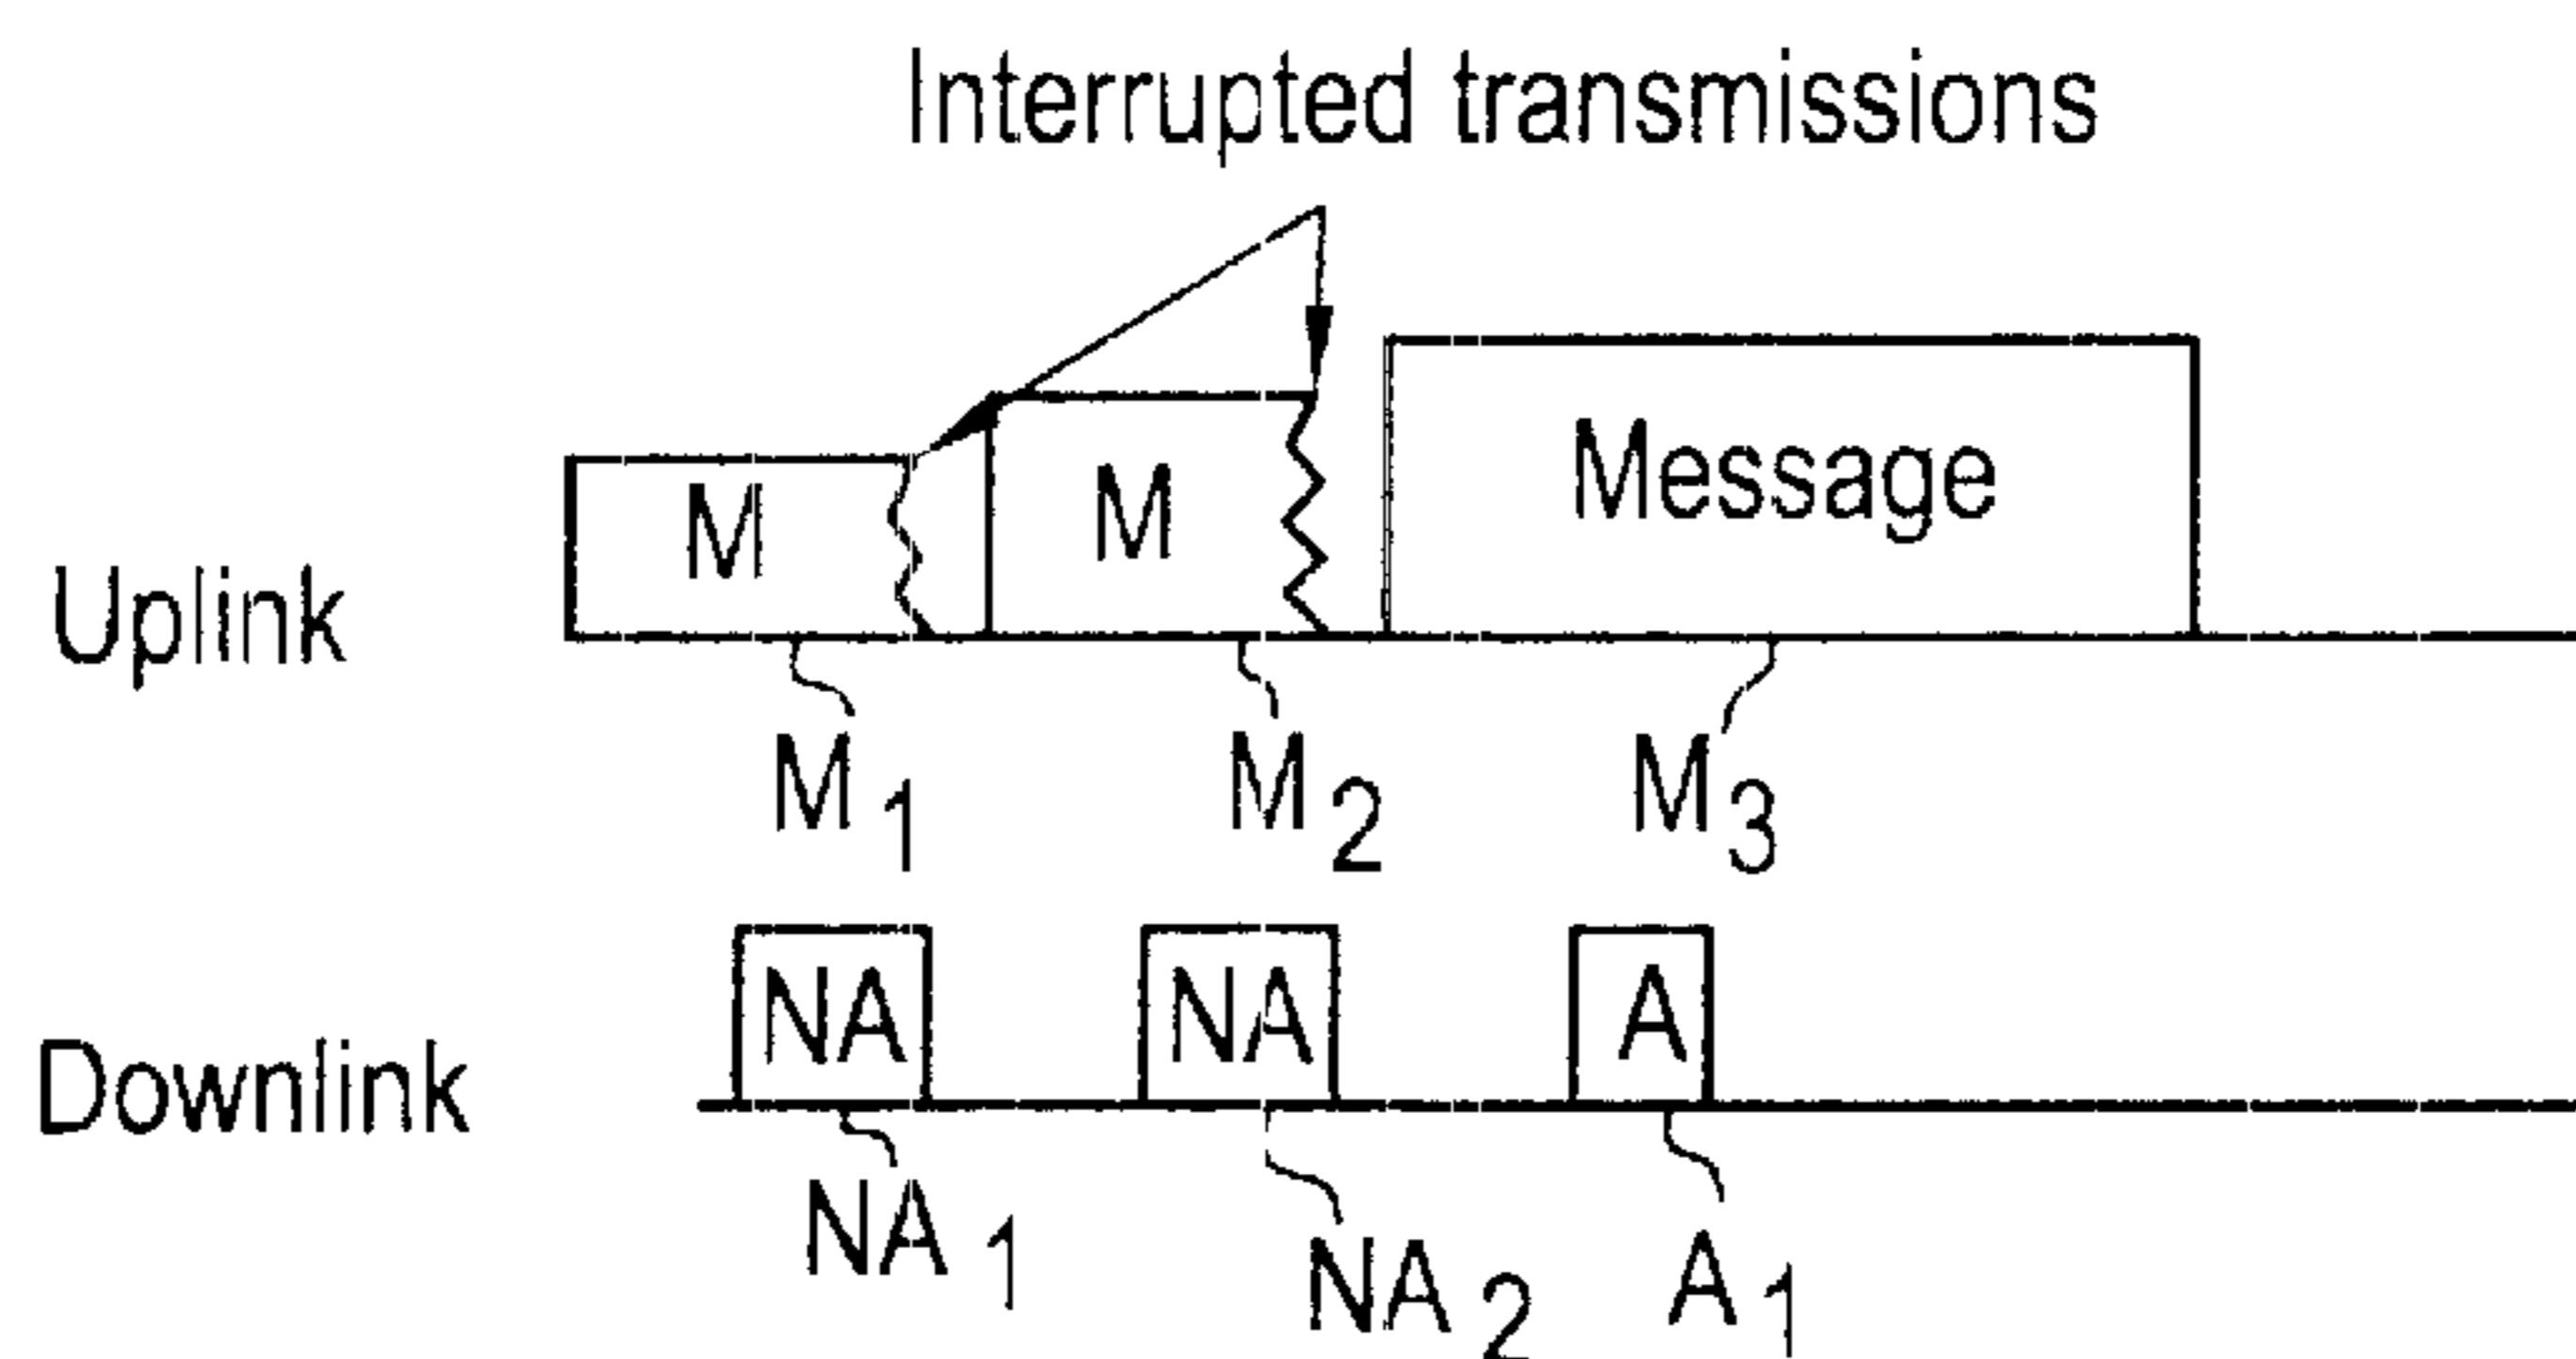 Interrupted transmissions
M M Message
Uplink
M1 M2 M3
NA NA A
Downlink
NA1 NA2 A1